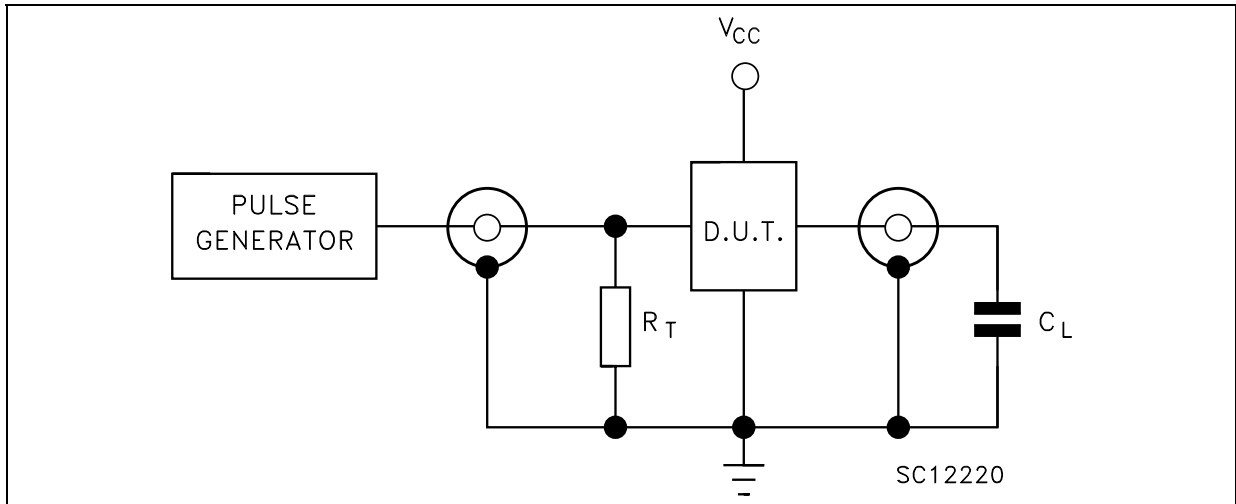 VCC
PULSE
GENERATOR
D.U.T.
RT
CL
SC12220